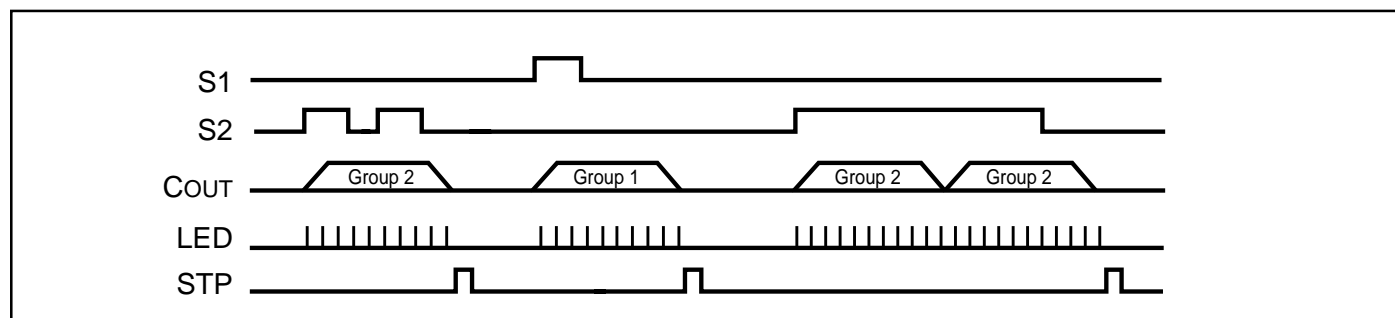 S1
S2
COUT Group 2 Group 1 Group 2 Group 2
LED
STP